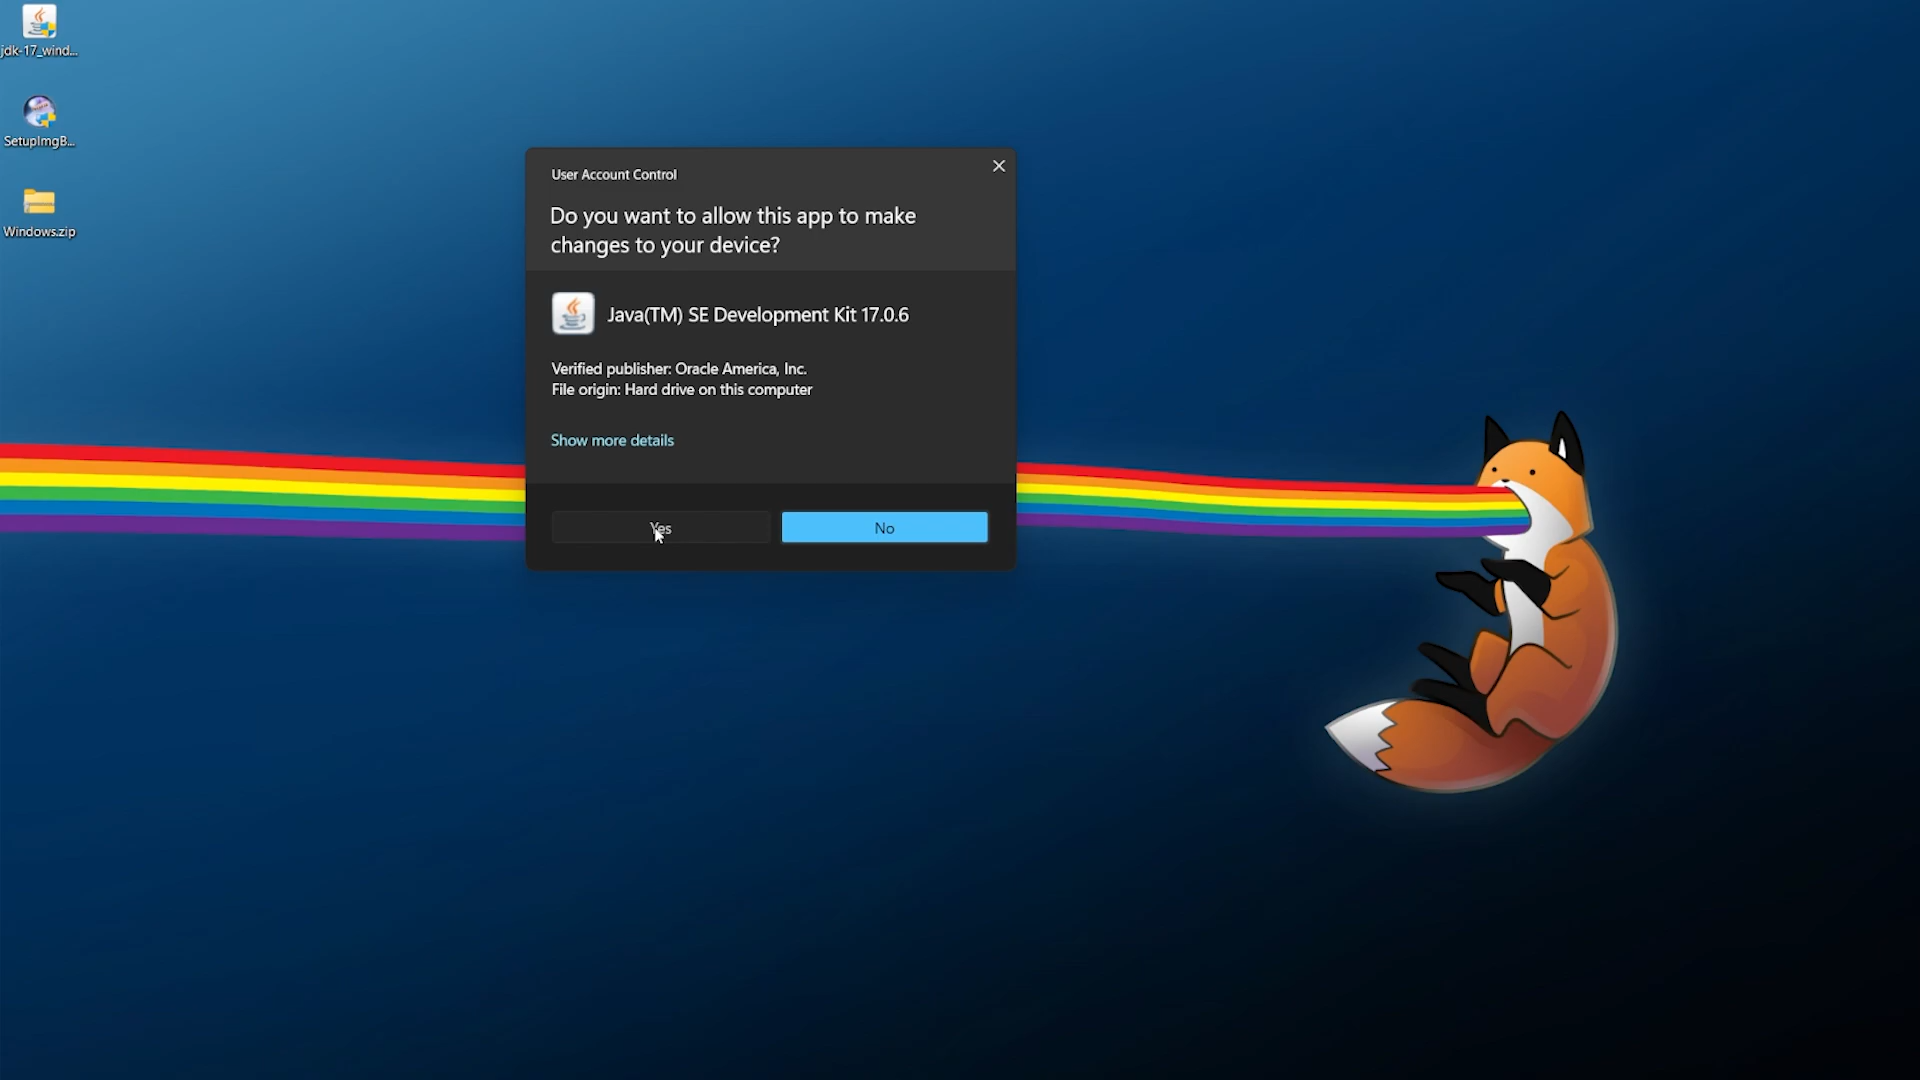 jdk-17_wind...
SetupImgB...
Windows.zip
User Account Control
Do you want to allow this app to make
changes to your device?
Java(TM) SE Development Kit 17.0.6
Verified publisher: Oracle America, Inc.
File origin: Hard drive on this computer
Show more details
Yes
No